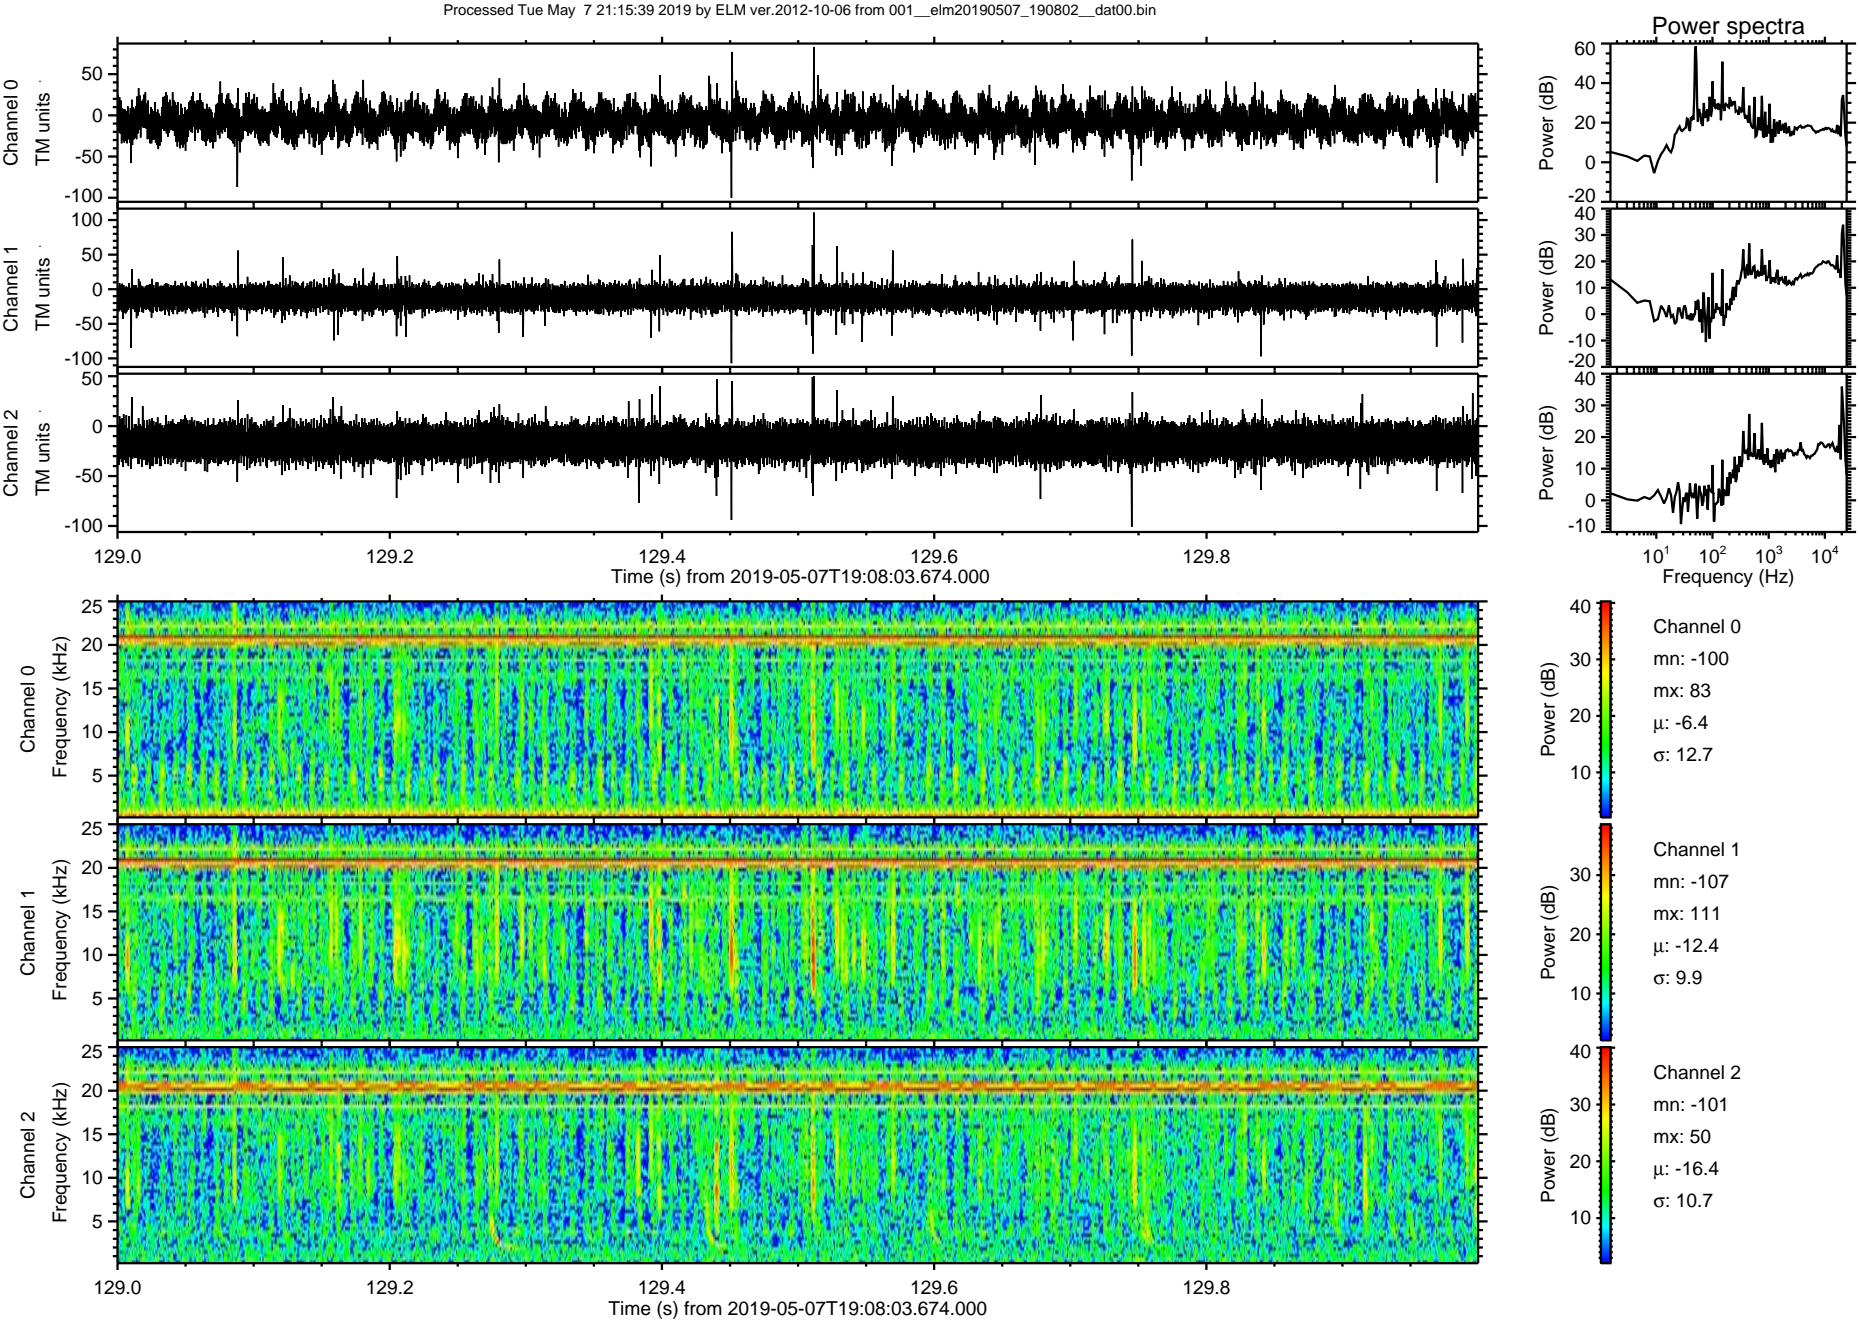 Processed Tue May 7 21:15:39 2019 by ELM ver.2012-10-06 from 001__elm20190507_190802__dat00.bin
Power spectra
Channel 0
TM units
50
0
-50
-100
Power (dB)
60
40
20
0
-20
Channel 1
TM units
100
50
0
-50
-100
Power (dB)
40
30
20
10
0
-10
-20
Channel 2
TM units
50
0
-50
-100
Power (dB)
40
30
20
10
0
-10
129.0 129.2 129.4 129.6 129.8
Time (s) from 2019-05-07T19:08:03.674.000
10¹ 10² 10³ 10⁴
Frequency (Hz)
Channel 0
Frequency (kHz)
25
20
15
10
5
Power (dB)
40
30
20
10
Channel 0
mn: -100
mx: 83
μ: -6.4
σ: 12.7
Channel 1
Frequency (kHz)
25
20
15
10
5
Power (dB)
30
20
10
Channel 1
mn: -107
mx: 111
μ: -12.4
σ: 9.9
Channel 2
Frequency (kHz)
25
20
15
10
5
Power (dB)
40
30
20
10
Channel 2
mn: -101
mx: 50
μ: -16.4
σ: 10.7
129.0 129.2 129.4 129.6 129.8
Time (s) from 2019-05-07T19:08:03.674.000